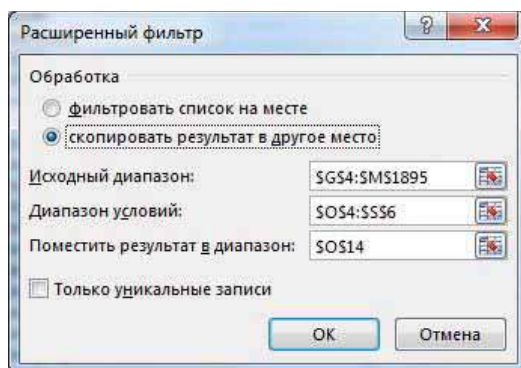 Расширенный фильтр
Обработка
фильтровать список на месте
скопировать результат в другое место
Исходный диапазон: $G$4:$M$1895
Диапазон условий: $O$4:$S$6
Поместить результат в диапазон: $O$14
Только уникальные записи
ОК Отмена